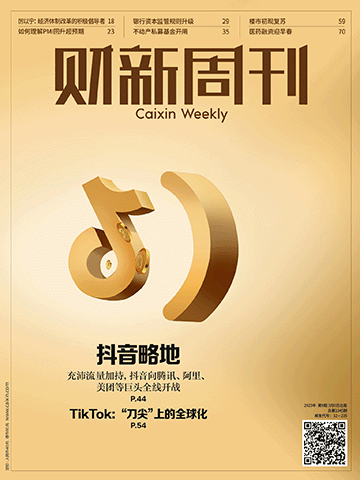 厉以宁：经济体制改革的积极倡导者 18
如何理解PMI回升超预期 23
银行资本监管规则升级 29
不动产私募基金开闸 35
楼市初现复苏 59
医药融资迎早春 70
财新周刊
Caixin Weekly
抖音略地
充沛流量加持，抖音向腾讯、阿里、
美团等巨头全线开战
P.44
TikTok：“刀尖”上的全球化
P.54
www.caixin.com